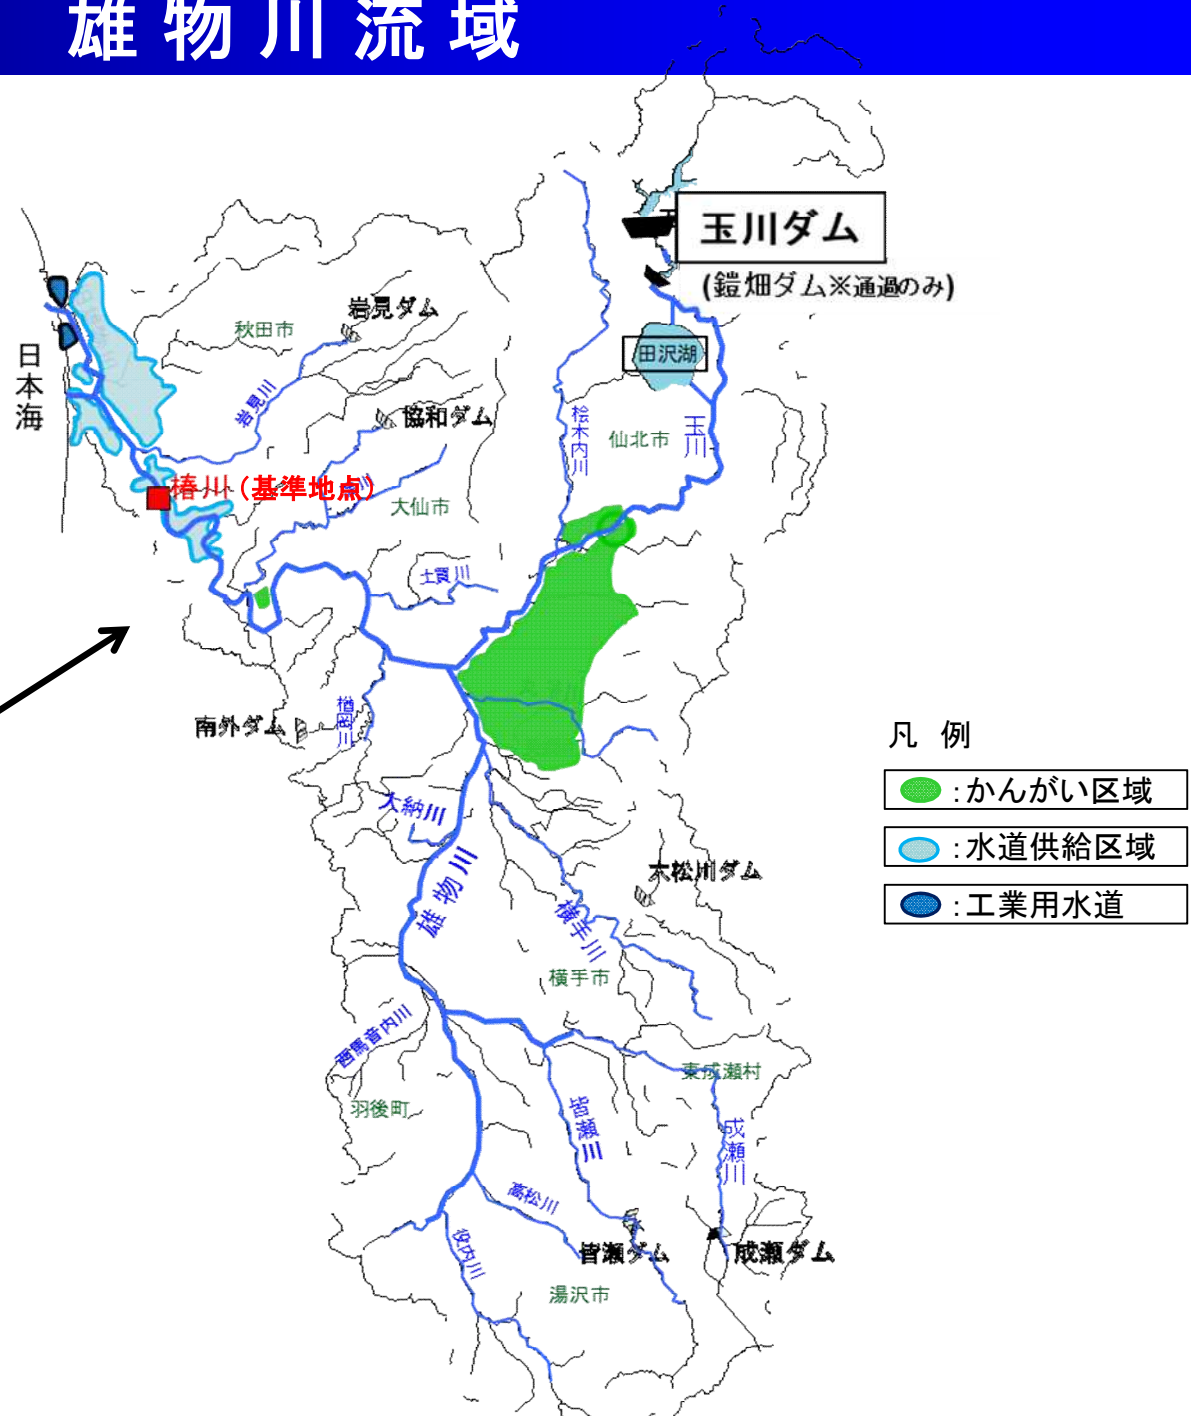 雄物川流域
玉川ダム
(鎧畑ダム※通過のみ)
岩見ダム
秋田市
日本海
田沢湖
岩見川
協和ダム
桧木内川
仙北市
玉川
椿川(基準地点)
大仙市
土買川
楢岡川
南外ダム
凡 例
:かんがい区域
大納川
:水道供給区域
雄物川
大松川ダム
:工業用水道
横手川
横手市
西馬音内川
東成瀬村
羽後町
皆瀬川
成瀬川
高松川
役内川
皆瀬ダム
成瀬ダム
湯沢市